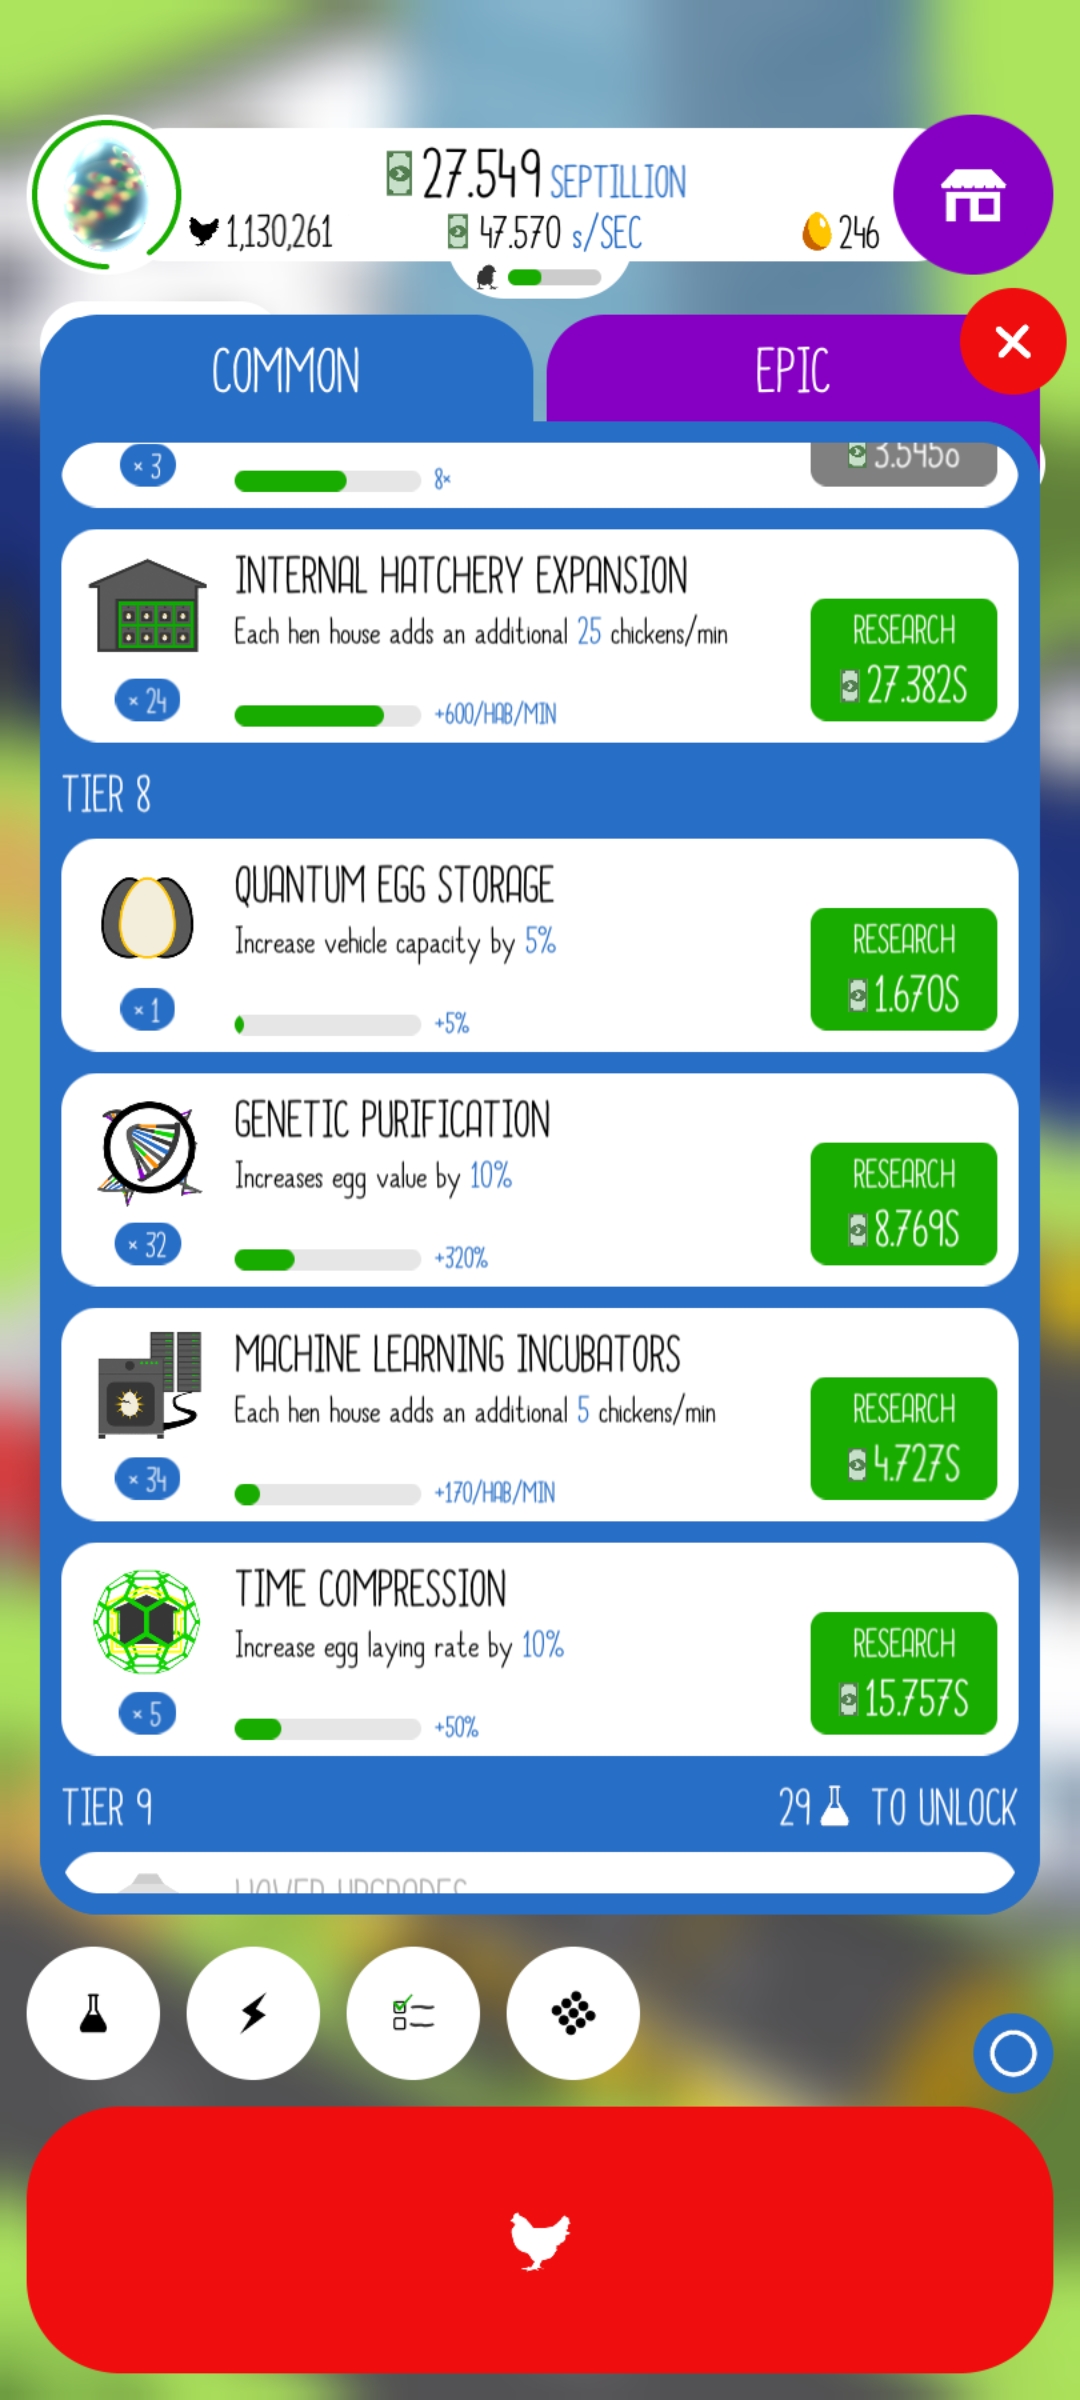 27.549 SEPTILLION
1,130,261
47.570 s/SEC
246
COMMON
EPIC
× 3
8×
3.545o
INTERNAL HATCHERY EXPANSION
Each hen house adds an additional 25 chickens/min
RESEARCH
27.382S
× 24
+600/HAB/MIN
TIER 8
QUANTUM EGG STORAGE
Increase vehicle capacity by 5%
RESEARCH
1.670S
× 1
+5%
GENETIC PURIFICATION
Increases egg value by 10%
RESEARCH
8.769S
× 32
+320%
MACHINE LEARNING INCUBATORS
Each hen house adds an additional 5 chickens/min
RESEARCH
4.727S
× 34
+170/HAB/MIN
TIME COMPRESSION
Increase egg laying rate by 10%
RESEARCH
15.757S
× 5
+50%
TIER 9
29 TO UNLOCK
HOVER UPGRADES